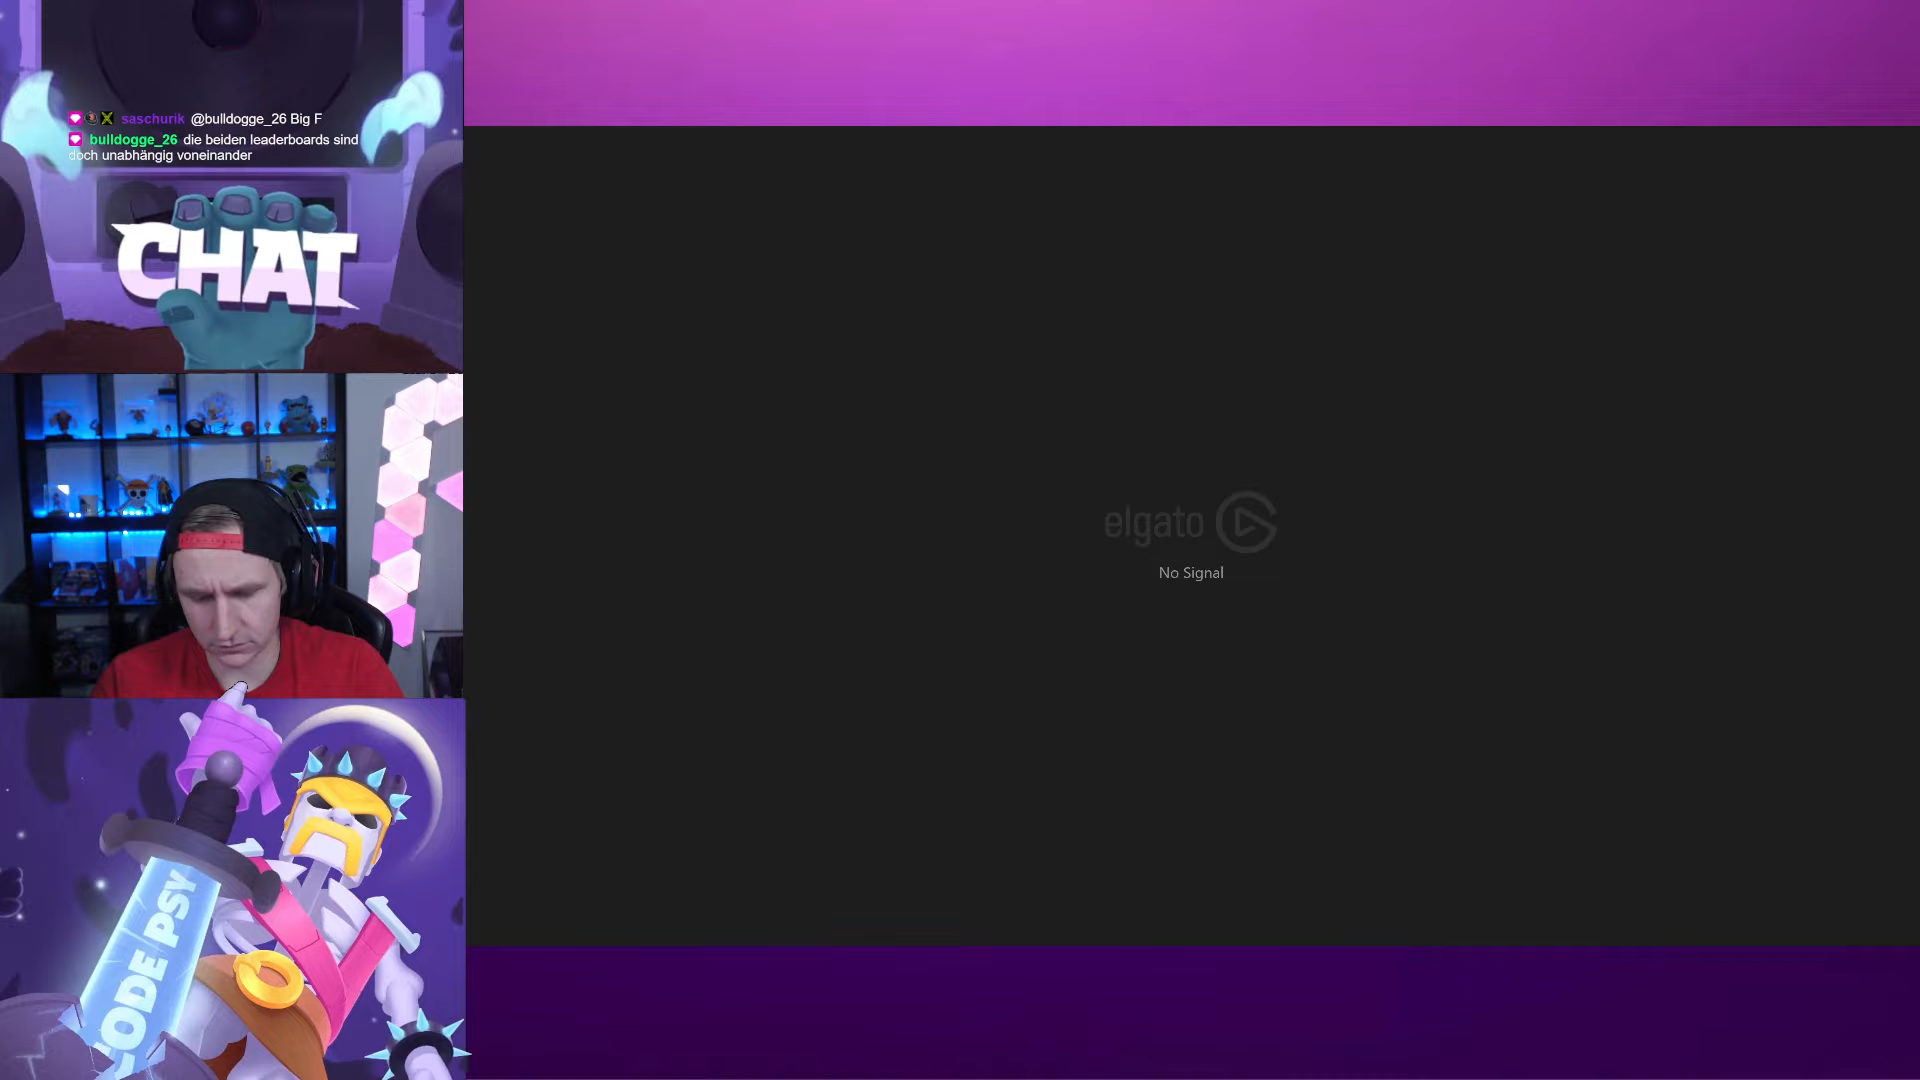 saschurik @bulldogge_26 Big F
bulldogge_26 die beiden leaderboards sind
doch unabhängig voneinander
CHAT
elgato
No Signal
CODE PSY